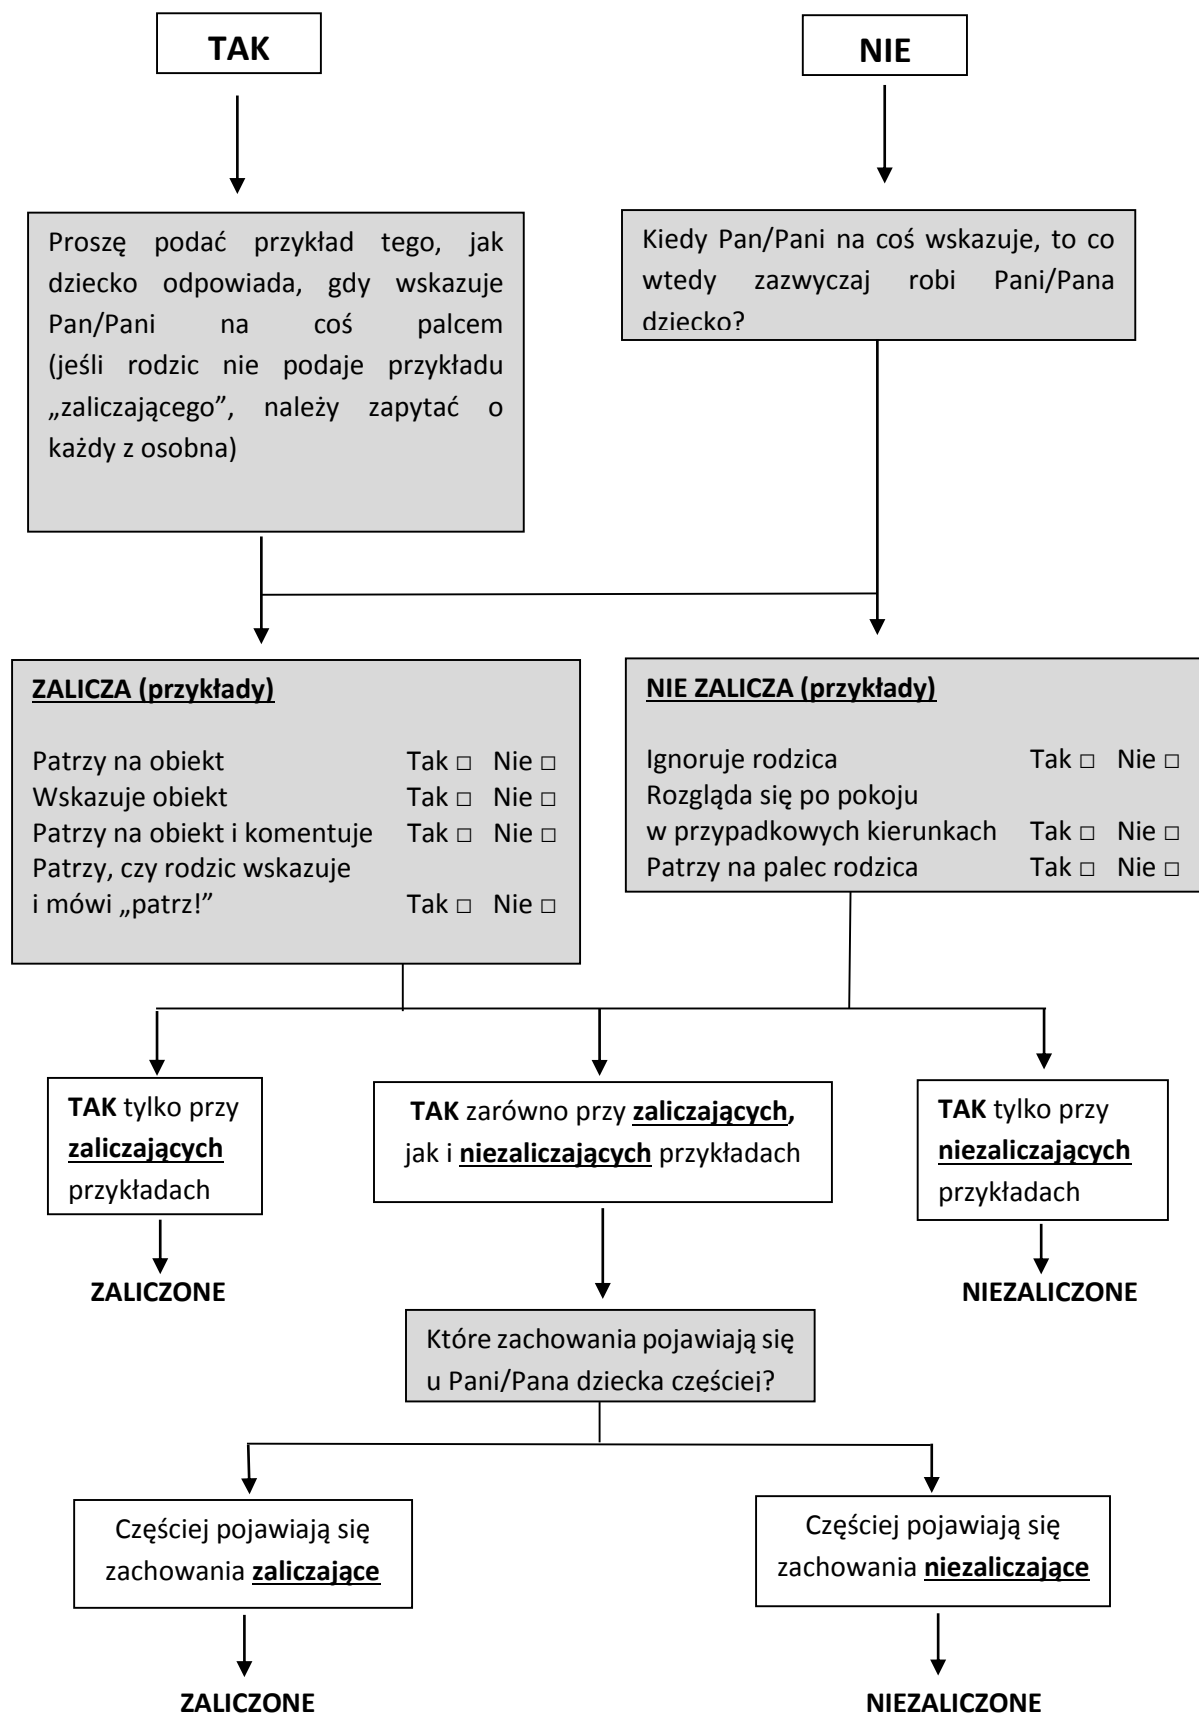 TAK
NIE
Proszę podać przykład tego, jak
dziecko odpowiada, gdy wskazuje
Pan/Pani na coś palcem
(jeśli rodzic nie podaje przykładu
„zaliczającego”, należy zapytać o
każdy z osobna)
Kiedy Pan/Pani na coś wskazuje, to co
wtedy zazwyczaj robi Pani/Pana
dziecko?
ZALICZA (przykłady)
Patrzy na obiekt Tak □ Nie □
Wskazuje obiekt Tak □ Nie □
Patrzy na obiekt i komentuje Tak □ Nie □
Patrzy, czy rodzic wskazuje
i mówi „patrz!” Tak □ Nie □
NIE ZALICZA (przykłady)
Ignoruje rodzica Tak □ Nie □
Rozgląda się po pokoju
w przypadkowych kierunkach Tak □ Nie □
Patrzy na palec rodzica Tak □ Nie □
TAK tylko przy
zaliczających
przykładach
TAK zarówno przy zaliczających,
jak i niezaliczających przykładach
TAK tylko przy
niezaliczających
przykładach
ZALICZONE
NIEZALICZONE
Które zachowania pojawiają się
u Pani/Pana dziecka częściej?
Częściej pojawiają się
zachowania zaliczające
Częściej pojawiają się
zachowania niezaliczające
ZALICZONE
NIEZALICZONE